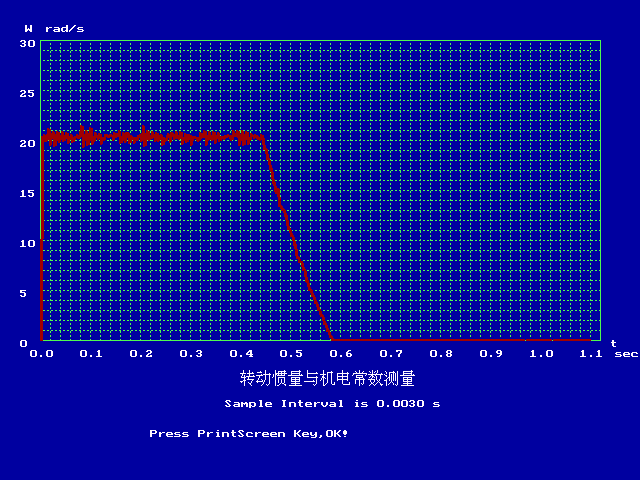 W rad/s
30
25
20
15
10
5
0
0.0 0.1 0.2 0.3 0.4 0.5 0.6 0.7 0.8 0.9 1.0 1.1
t
sec
转动惯量与机电常数测量
Sample Interval is 0.0030 s
Press PrintScreen Key,OK!